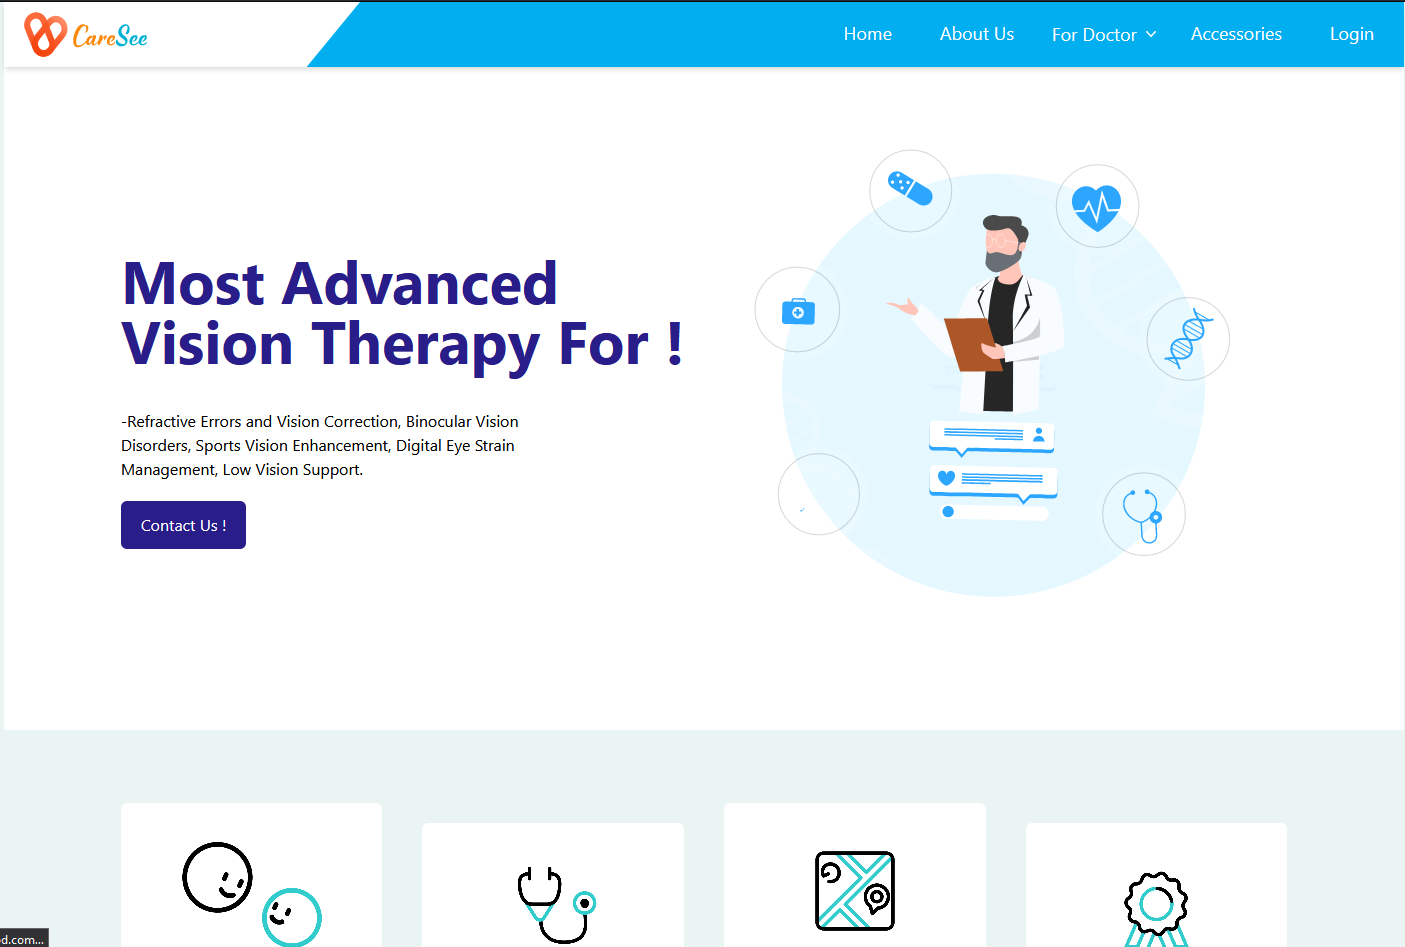 CareSee
Home
About Us
For Doctor
Accessories
Login
Most Advanced
Vision Therapy For !
-Refractive Errors and Vision Correction, Binocular Vision
Disorders, Sports Vision Enhancement, Digital Eye Strain
Management, Low Vision Support.
Contact Us !
d.com...